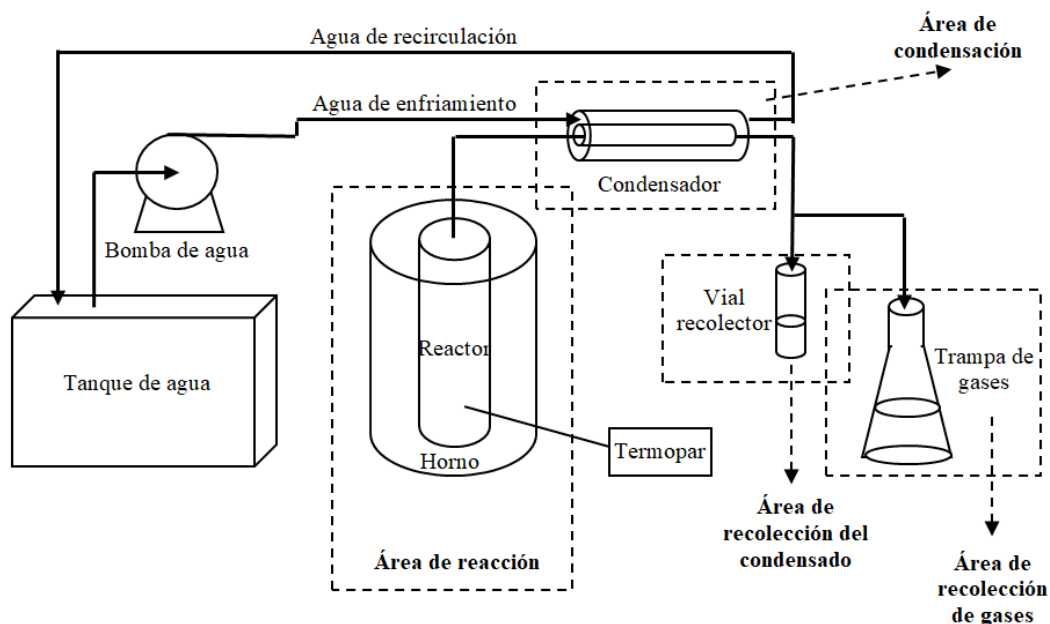 Agua de recirculación
Área de
condensación
Agua de enfriamiento
Condensador
Bomba de agua
Vial
recolector
Reactor
Trampa de
gases
Tanque de agua
Termopar
Horno
Área de
recolección del
condensado
Área de reacción
Área de
recolección
de gases